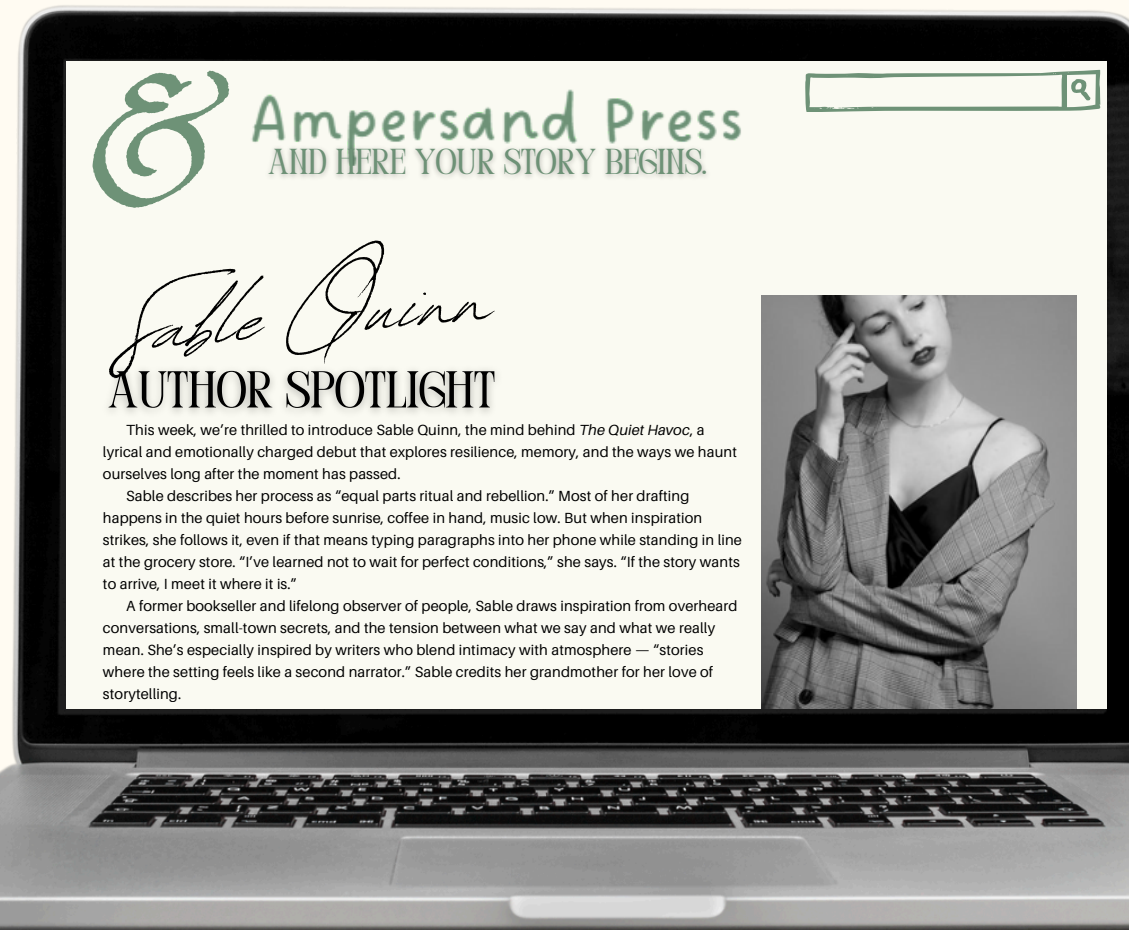 &
Ampersand Press
AND HERE YOUR STORY BEGINS.
Sable Quinn
AUTHOR SPOTLIGHT
This week, we’re thrilled to introduce Sable Quinn, the mind behind The Quiet Havoc, a
lyrical and emotionally charged debut that explores resilience, memory, and the ways we haunt
ourselves long after the moment has passed.
Sable describes her process as “equal parts ritual and rebellion.” Most of her drafting
happens in the quiet hours before sunrise, coffee in hand, music low. But when inspiration
strikes, she follows it, even if that means typing paragraphs into her phone while standing in line
at the grocery store. “I’ve learned not to wait for perfect conditions,” she says. “If the story wants
to arrive, I meet it where it is.”
A former bookseller and lifelong observer of people, Sable draws inspiration from overheard
conversations, small-town secrets, and the tension between what we say and what we really
mean. She’s especially inspired by writers who blend intimacy with atmosphere — “stories
where the setting feels like a second narrator.” Sable credits her grandmother for her love of
storytelling.